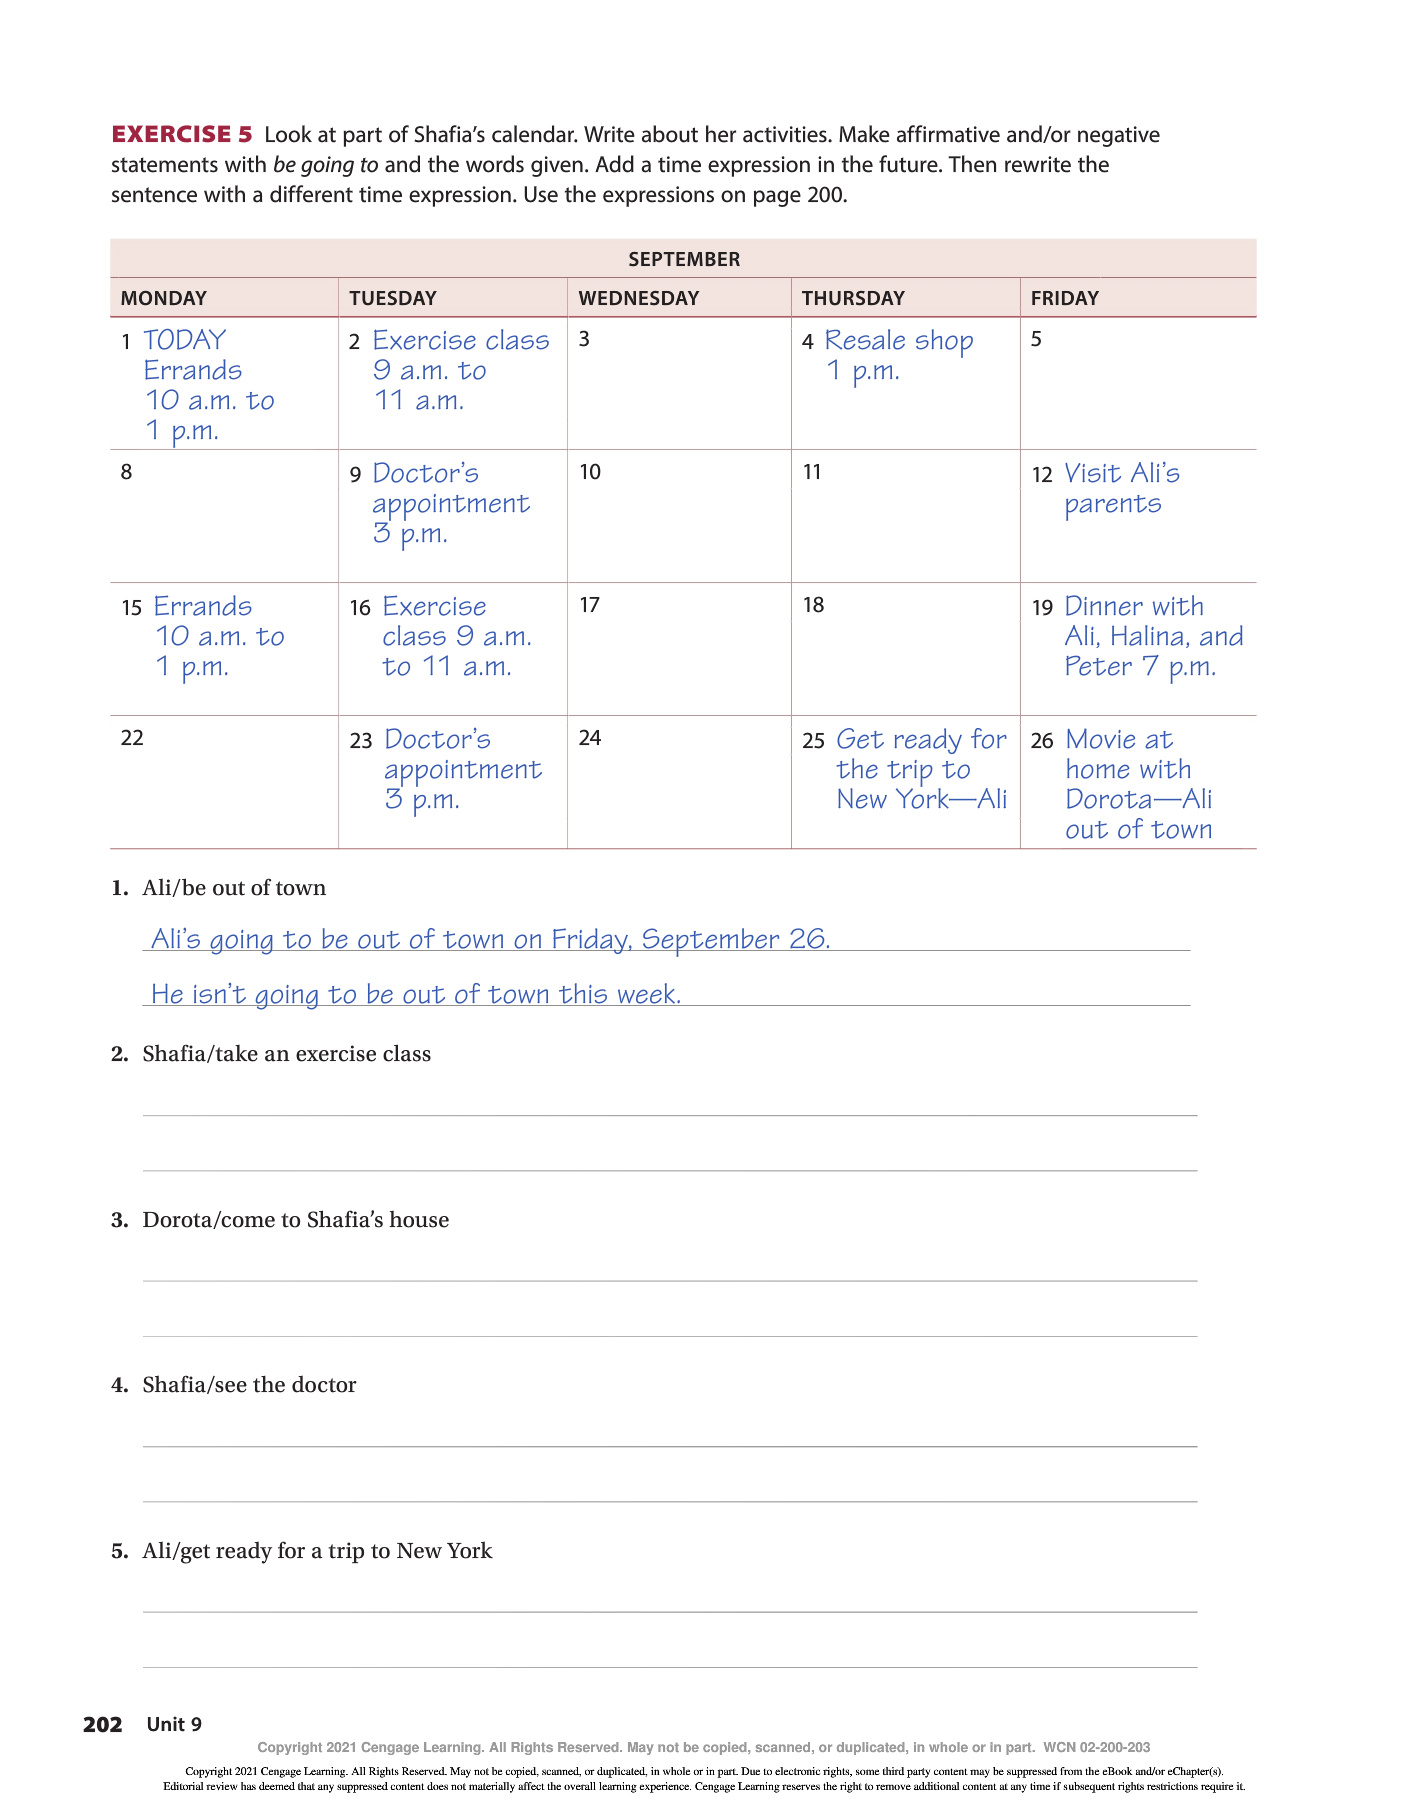 EXERCISE 5 Look at part of Shafia's calendar. Write about her activities. Make affirmative and/or negative
statements with be going to and the words given. Add a time expression in the future. Then rewrite the
sentence with a different time expression. Use the expressions on page 200.
SEPTEMBER
MONDAY TUESDAY WEDNESDAY THURSDAY FRIDAY
1 TODAY
Errands
10 a.m. to
1 p.m.
2 Exercise class
9 a.m. to
11 a.m.
3
4 Resale shop
1 p.m.
5
8
9 Doctor's
appointment
3 p.m.
10
11
12 Visit Ali's
parents
15 Errands
10 a.m. to
1 p.m.
16 Exercise
class 9 a.m.
to 11 a.m.
17
18
19 Dinner with
Ali, Halina, and
Peter 7 p.m.
22
23 Doctor's
appointment
3 p.m.
24
25 Get ready for
the trip to
New York—Ali
26 Movie at
home with
Dorota—Ali
out of town
1. Ali/be out of town
Ali's going to be out of town on Friday, September 26.
He isn't going to be out of town this week.
2. Shafia/take an exercise class
3. Dorota/come to Shafia's house
4. Shafia/see the doctor
5. Ali/get ready for a trip to New York
202 Unit 9
Copyright 2021 Cengage Learning. All Rights Reserved. May not be copied, scanned, or duplicated, in whole or in part. WCN 02-200-203
Copyright 2021 Cengage Learning. All Rights Reserved. May not be copied, scanned, or duplicated, in whole or in part. Due to electronic rights, some third party content may be suppressed from the eBook and/or eChapter(s).
Editorial review has deemed that any suppressed content does not materially affect the overall learning experience. Cengage Learning reserves the right to remove additional content at any time if subsequent rights restrictions require it.